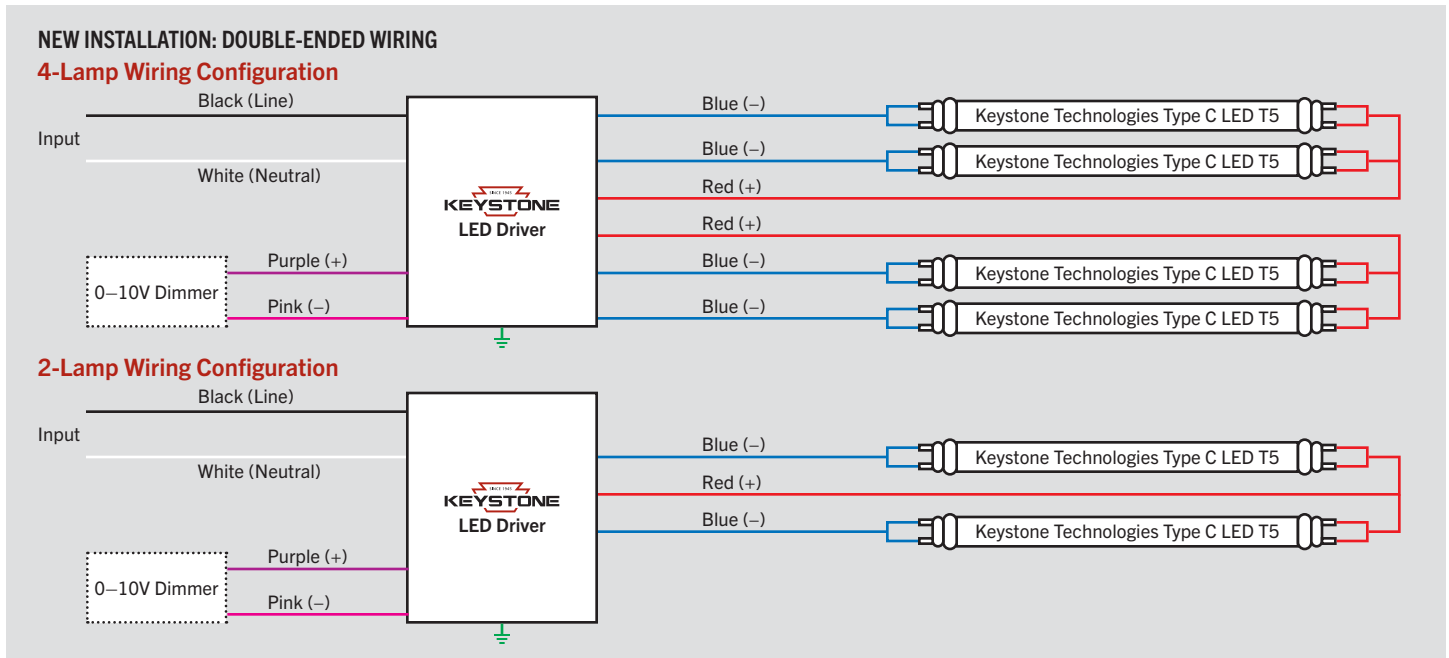 NEW INSTALLATION: DOUBLE-ENDED WIRING
4-Lamp Wiring Configuration
Black (Line)
Input
White (Neutral)
0–10V Dimmer
Purple (+)
Pink (–)
SINCE 1945
KEYSTONE
LED Driver
Blue (–)
Keystone Technologies Type C LED T5
Blue (–)
Keystone Technologies Type C LED T5
Red (+)
Red (+)
Blue (–)
Keystone Technologies Type C LED T5
Blue (–)
Keystone Technologies Type C LED T5
2-Lamp Wiring Configuration
Black (Line)
Input
White (Neutral)
0–10V Dimmer
Purple (+)
Pink (–)
SINCE 1945
KEYSTONE
LED Driver
Blue (–)
Keystone Technologies Type C LED T5
Red (+)
Blue (–)
Keystone Technologies Type C LED T5